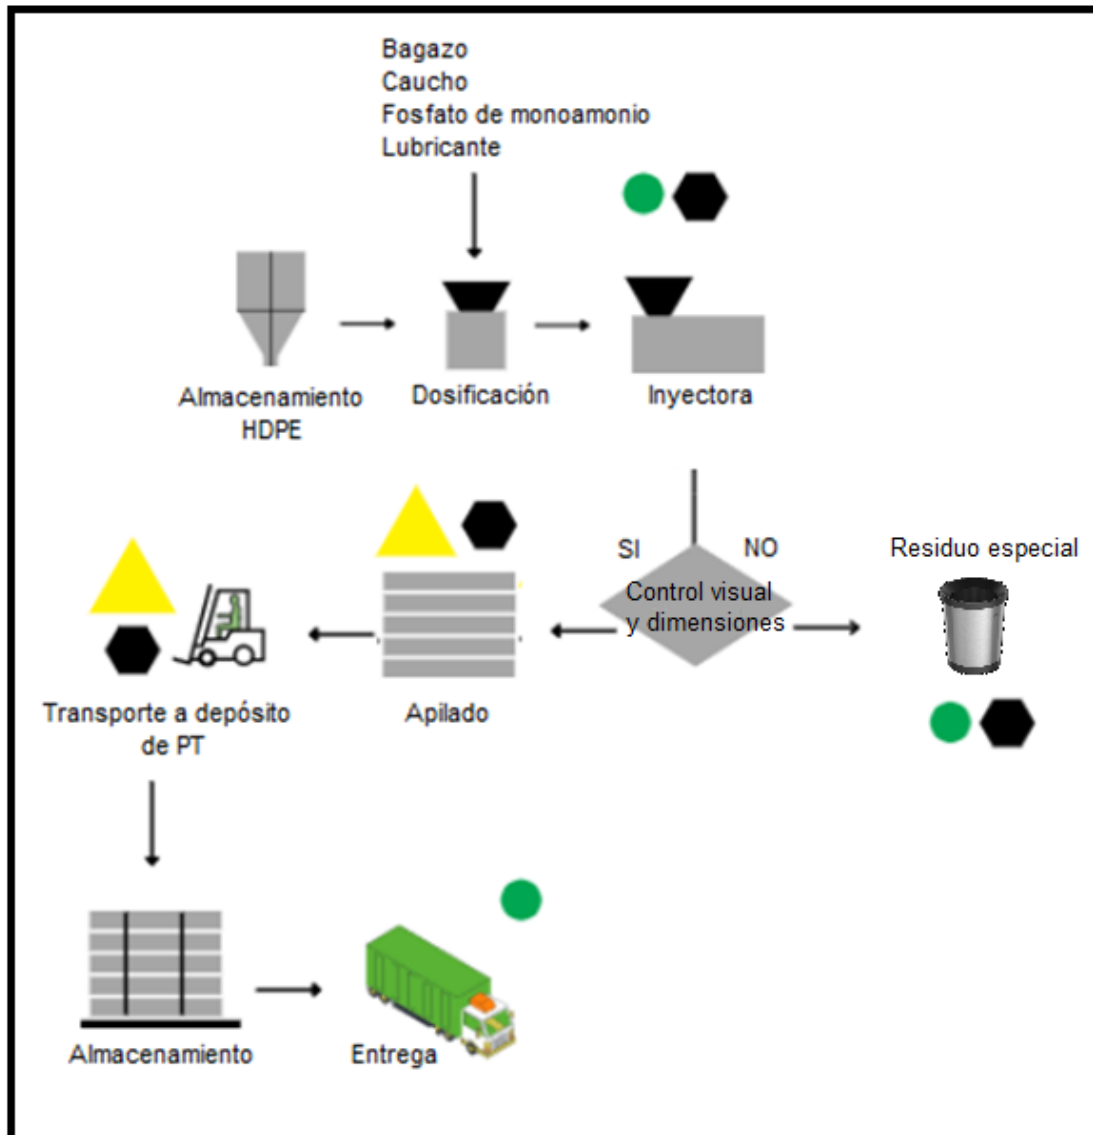 Bagazo
Caucho
Fosfato de monoamonio
Lubricante
Almacenamiento
HDPE
Dosificación
Inyectora
SI
NO
Control visual
y dimensiones
Residuo especial
Transporte a depósito
de PT
Apilado
Almacenamiento
Entrega